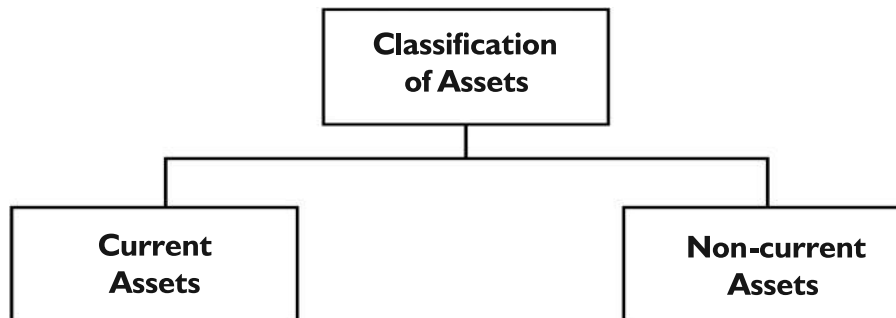 Classification
of Assets
Current
Assets
Non-current
Assets